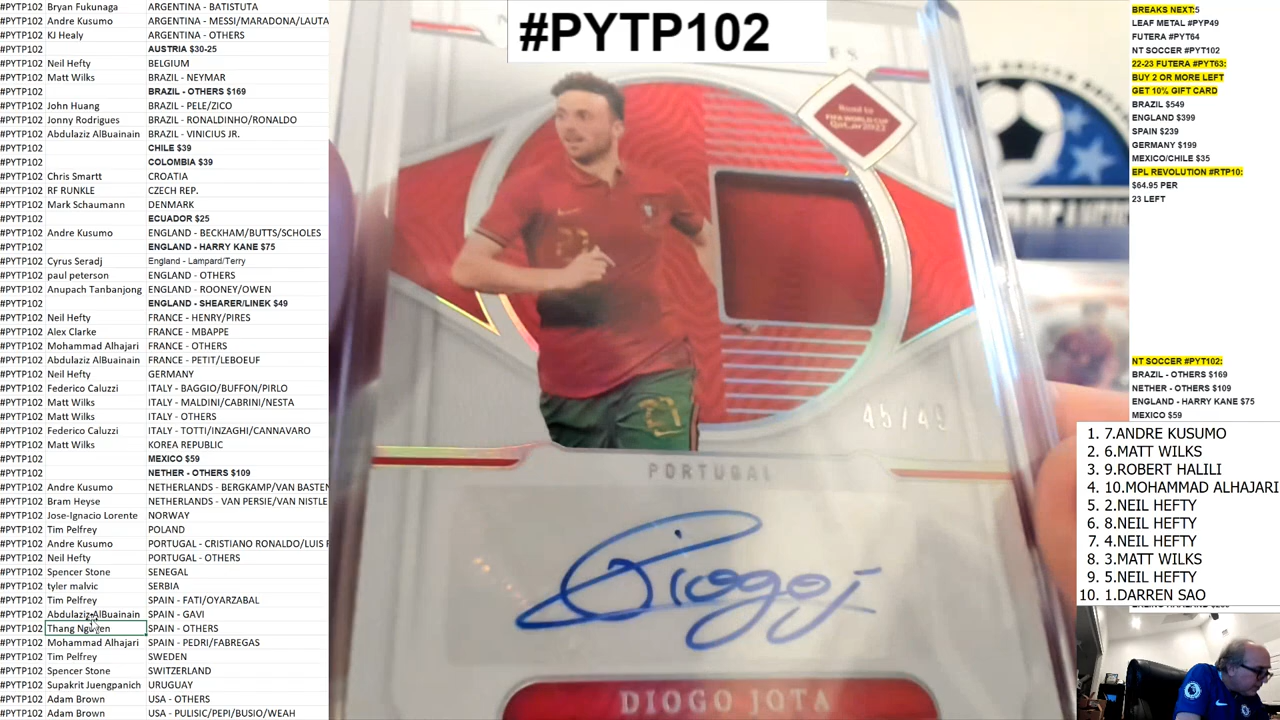 #PYTP102 Bryan Fukunaga ARGENTINA - BATISTUTA
#PYTP102 Andre Kusumo ARGENTINA - MESSI/MARADONA/LAUTA
#PYTP102 KJ Healy ARGENTINA - OTHERS
#PYTP102 AUSTRIA $30-25
#PYTP102 Neil Hefty BELGIUM
#PYTP102 Matt Wilks BRAZIL - NEYMAR
#PYTP102 BRAZIL - OTHERS $169
#PYTP102 John Huang BRAZIL - PELE/ZICO
#PYTP102 Jonny Rodrigues BRAZIL - RONALDINHO/RONALDO
#PYTP102 Abdulaziz AlBuainain BRAZIL - VINICIUS JR.
#PYTP102 CHILE $39
#PYTP102 COLOMBIA $39
#PYTP102 Chris Smartt CROATIA
#PYTP102 RF RUNKLE CZECH REP.
#PYTP102 Mark Schaumann DENMARK
#PYTP102 ECUADOR $25
#PYTP102 Andre Kusumo ENGLAND - BECKHAM/BUTTS/SCHOLES
#PYTP102 ENGLAND - HARRY KANE $75
#PYTP102 Cyrus Seradj England - Lampard/Terry
#PYTP102 paul peterson ENGLAND - OTHERS
#PYTP102 Anupach Tanbanjong ENGLAND - ROONEY/OWEN
#PYTP102 ENGLAND - SHEARER/LINEK $49
#PYTP102 Neil Hefty FRANCE - HENRY/PIRES
#PYTP102 Alex Clarke FRANCE - MBAPPE
#PYTP102 Mohammad Alhajari FRANCE - OTHERS
#PYTP102 Abdulaziz AlBuainain FRANCE - PETIT/LEBOEUF
#PYTP102 Neil Hefty GERMANY
#PYTP102 Federico Caluzzi ITALY - BAGGIO/BUFFON/PIRLO
#PYTP102 Matt Wilks ITALY - MALDINI/CABRINI/NESTA
#PYTP102 Matt Wilks ITALY - OTHERS
#PYTP102 Federico Caluzzi ITALY - TOTTI/INZAGHI/CANNAVARO
#PYTP102 Matt Wilks KOREA REPUBLIC
#PYTP102 MEXICO $59
#PYTP102 NETHER - OTHERS $109
#PYTP102 Andre Kusumo NETHERLANDS - BERGKAMP/VAN BASTEN
#PYTP102 Bram Heyse NETHERLANDS - VAN PERSIE/VAN NISTLE
#PYTP102 Jose-Ignacio Lorente NORWAY
#PYTP102 Tim Pelfrey POLAND
#PYTP102 Andre Kusumo PORTUGAL - CRISTIANO RONALDO/LUIS F
#PYTP102 Neil Hefty PORTUGAL - OTHERS
#PYTP102 Spencer Stone SENEGAL
#PYTP102 tyler malvic SERBIA
#PYTP102 Tim Pelfrey SPAIN - FATI/OYARZABAL
#PYTP102 Abdulaziz AlBuainain SPAIN - GAVI
#PYTP102 Thang Nguyen SPAIN - OTHERS
#PYTP102 Mohammad Alhajari SPAIN - PEDRI/FABREGAS
#PYTP102 Tim Pelfrey SWEDEN
#PYTP102 Spencer Stone SWITZERLAND
#PYTP102 Supakrit Juengpanich URUGUAY
#PYTP102 Adam Brown USA - OTHERS
#PYTP102 Adam Brown USA - PULISIC/PEPI/BUSIO/WEAH
#PYTP102
Road to
FIFA WORLD CUP
Qatar2022
45/49
PORTUGAL
Diogo J
DIOGO JOTA
BREAKS NEXT:5
LEAF METAL #PYP49
FUTERA #PYT64
NT SOCCER #PYT102
22-23 FUTERA #PYT63:
BUY 2 OR MORE LEFT
GET 10% GIFT CARD
BRAZIL $549
ENGLAND $399
SPAIN $239
GERMANY $199
MEXICO/CHILE $35
EPL REVOLUTION #RTP10:
$64.95 PER
23 LEFT
NT SOCCER #PYT102:
BRAZIL - OTHERS $169
NETHER - OTHERS $109
ENGLAND - HARRY KANE $75
MEXICO $59
1. 7.ANDRE KUSUMO
2. 6.MATT WILKS
3. 9.ROBERT HALILI
4. 10.MOHAMMAD ALHAJARI
5. 2.NEIL HEFTY
6. 8.NEIL HEFTY
7. 4.NEIL HEFTY
8. 3.MATT WILKS
9. 5.NEIL HEFTY
10. 1.DARREN SAO